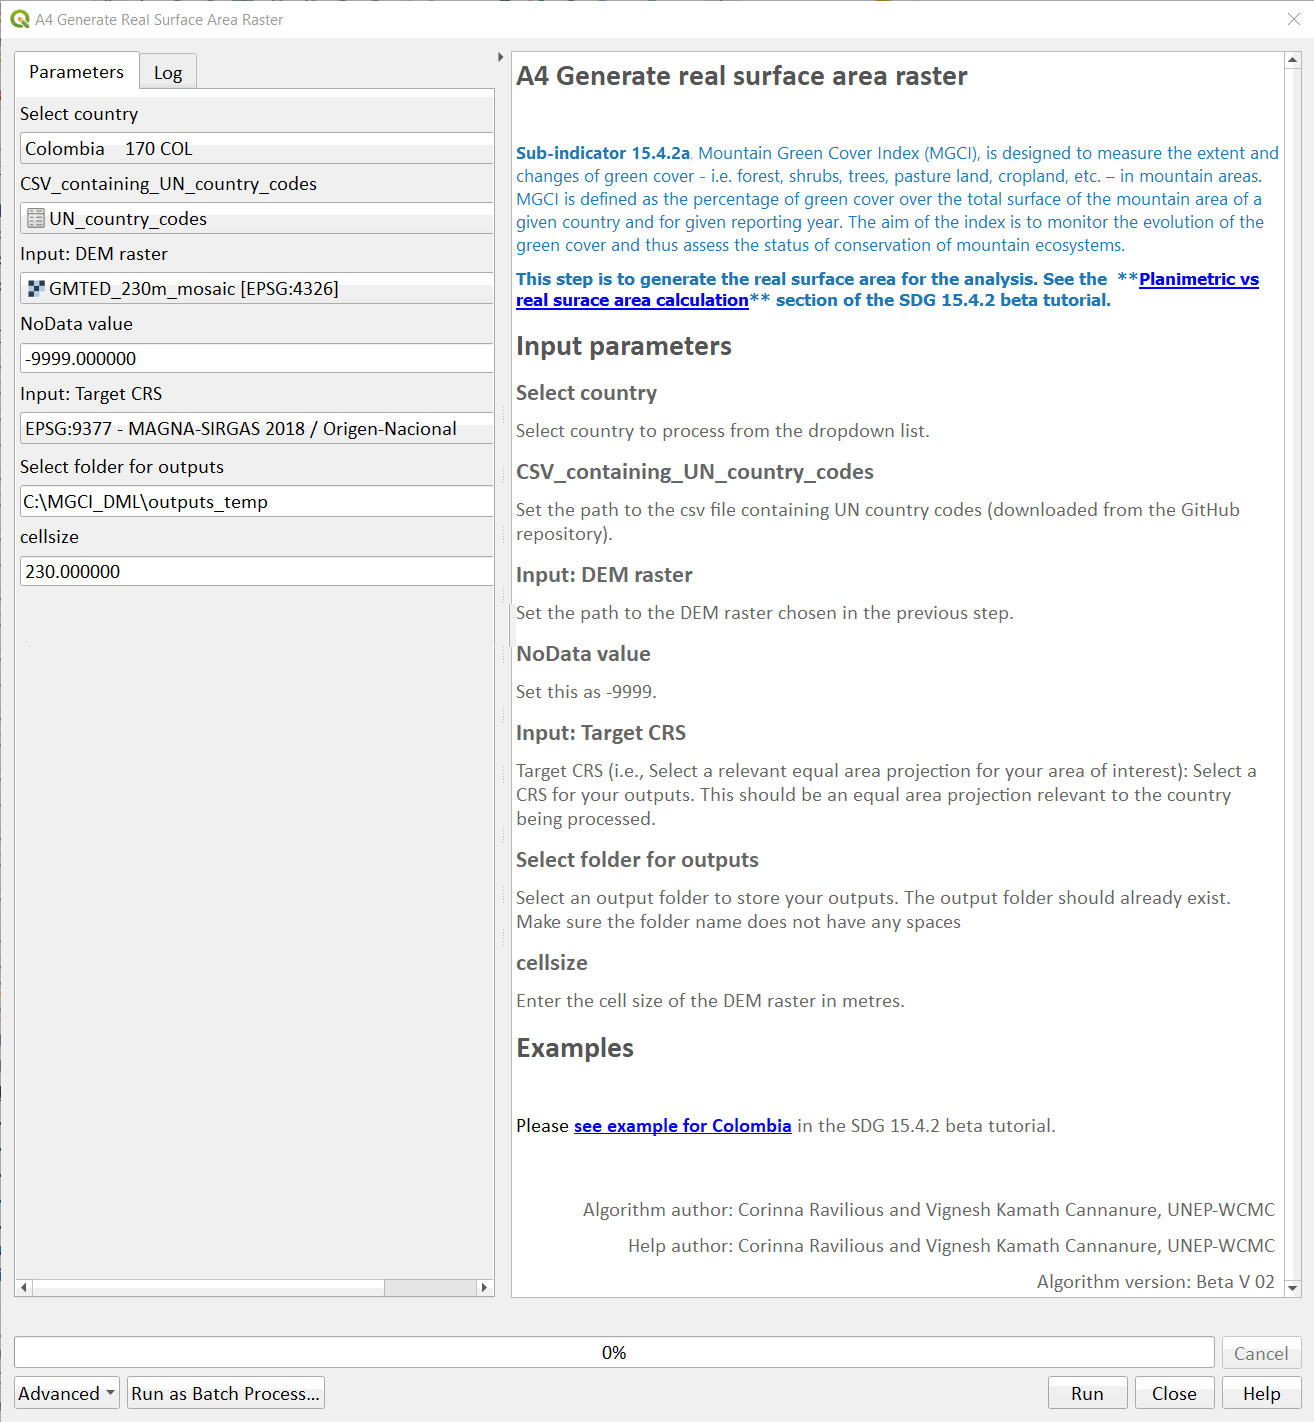 A4 Generate Real Surface Area Raster
Parameters
Log
Select country
Colombia 170 COL
CSV_containing_UN_country_codes
UN_country_codes
Input: DEM raster
GMTED_230m_mosaic [EPSG:4326]
NoData value
-9999.000000
Input: Target CRS
EPSG:9377 - MAGNA-SIRGAS 2018 / Origen-Nacional
Select folder for outputs
C:\MGCI_DML\outputs_temp
cellsize
230.000000
A4 Generate real surface area raster
Sub-indicator 15.4.2a, Mountain Green Cover Index (MGCI), is designed to measure the extent and
changes of green cover - i.e. forest, shrubs, trees, pasture land, cropland, etc. – in mountain areas.
MGCI is defined as the percentage of green cover over the total surface of the mountain area of a
given country and for given reporting year. The aim of the index is to monitor the evolution of the
green cover and thus assess the status of conservation of mountain ecosystems.
This step is to generate the real surface area for the analysis. See the **Planimetric vs
real surace area calculation** section of the SDG 15.4.2 beta tutorial.
Input parameters
Select country
Select country to process from the dropdown list.
CSV_containing_UN_country_codes
Set the path to the csv file containing UN country codes (downloaded from the GitHub
repository).
Input: DEM raster
Set the path to the DEM raster chosen in the previous step.
NoData value
Set this as -9999.
Input: Target CRS
Target CRS (i.e., Select a relevant equal area projection for your area of interest): Select a
CRS for your outputs. This should be an equal area projection relevant to the country
being processed.
Select folder for outputs
Select an output folder to store your outputs. The output folder should already exist.
Make sure the folder name does not have any spaces
cellsize
Enter the cell size of the DEM raster in metres.
Examples
Please see example for Colombia in the SDG 15.4.2 beta tutorial.
Algorithm author: Corinna Ravilious and Vignesh Kamath Cannanure, UNEP-WCMC
Help author: Corinna Ravilious and Vignesh Kamath Cannanure, UNEP-WCMC
Algorithm version: Beta V 02
0%
Cancel
Advanced
Run as Batch Process...
Run
Close
Help